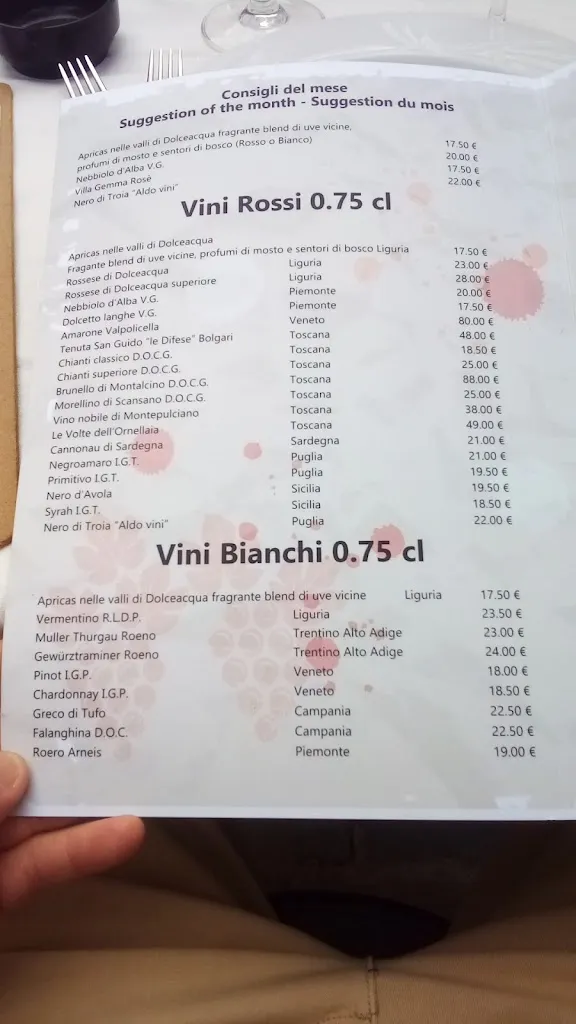 Consigli del mese
Suggestion of the month - Suggestion du mois
Apricas nelle valli di Dolceacqua fragrante blend di uve vicine,
profumi di mosto e sentori di bosco (Rosso o Bianco) 17.50 €
Nebbiolo d'Alba V.G. 20.00 €
Villa Gemma Rosè 17.50 €
Nero di Troia "Aldo vini" 22.00 €
Vini Rossi 0.75 cl
Apricas nelle valli di Dolceacqua
Fragante blend di uve vicine, profumi di mosto e sentori di bosco Liguria 17.50 €
Rossese di Dolceacqua Liguria 23.00 €
Rossese di Dolceacqua superiore Liguria 28.00 €
Nebbiolo d'Alba V.G. Piemonte 20.00 €
Dolcetto langhe V.G. Piemonte 17.50 €
Amarone Valpolicella Veneto 80.00 €
Tenuta San Guido "le Difese" Bolgari Toscana 48.00 €
Chianti classico D.O.C.G. Toscana 18.50 €
Chianti superiore D.O.C.G. Toscana 25.00 €
Brunello di Montalcino D.O.C.G. Toscana 88.00 €
Morellino di Scansano D.O.C.G. Toscana 25.00 €
Vino nobile di Montepulciano Toscana 38.00 €
Le Volte dell'Ornellaia Toscana 49.00 €
Cannonau di Sardegna Sardegna 21.00 €
Negroamaro I.G.T. Puglia 21.00 €
Primitivo I.G.T. Puglia 19.50 €
Nero d'Avola Sicilia 19.50 €
Syrah I.G.T. Sicilia 18.50 €
Nero di Troia "Aldo vini" Puglia 22.00 €
Vini Bianchi 0.75 cl
Apricas nelle valli di Dolceacqua fragrante blend di uve vicine Liguria 17.50 €
Vermentino R.L.D.P. Liguria 23.50 €
Muller Thurgau Roeno Trentino Alto Adige 23.00 €
Gewürztraminer Roeno Trentino Alto Adige 24.00 €
Pinot I.G.P. Veneto 18.00 €
Chardonnay I.G.P. Veneto 18.50 €
Greco di Tufo Campania 22.50 €
Falanghina D.O.C. Campania 22.50 €
Roero Arneis Piemonte 19.00 €